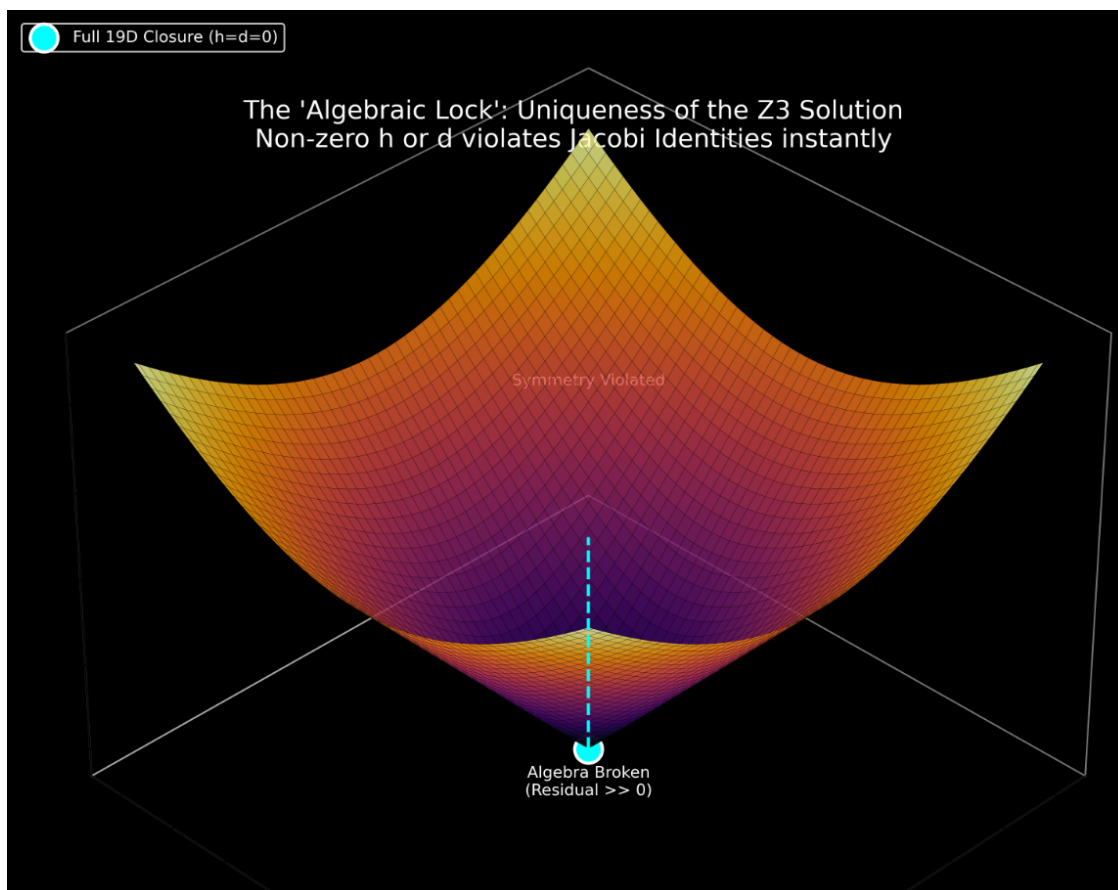 Full 19D Closure (h=d=0)
The 'Algebraic Lock': Uniqueness of the Z3 Solution
Non-zero h or d violates Jacobi Identities instantly
Symmetry Violated
Algebra Broken
(Residual >> 0)